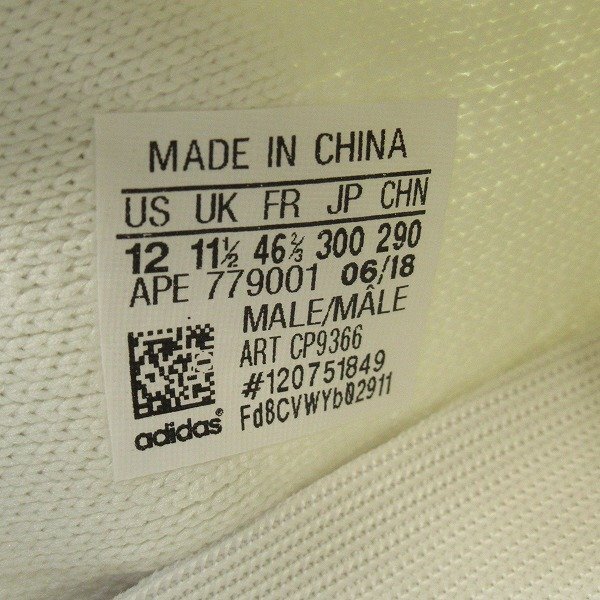 MADE IN CHINA
US UK FR JP CHN
12 11½ 46⅔ 300 290
APE 779001 06/18
MALE/MÂLE
ART CP9366
#120751849
Fd8CVWYb02911
adidas®